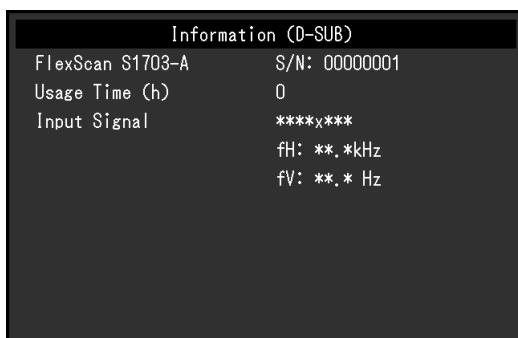 Information (D-SUB)
FlexScan S1703-A S/N: 00000001
Usage Time (h) 0
Input Signal ****x***
fH: **.*kHz
fV: **.* Hz